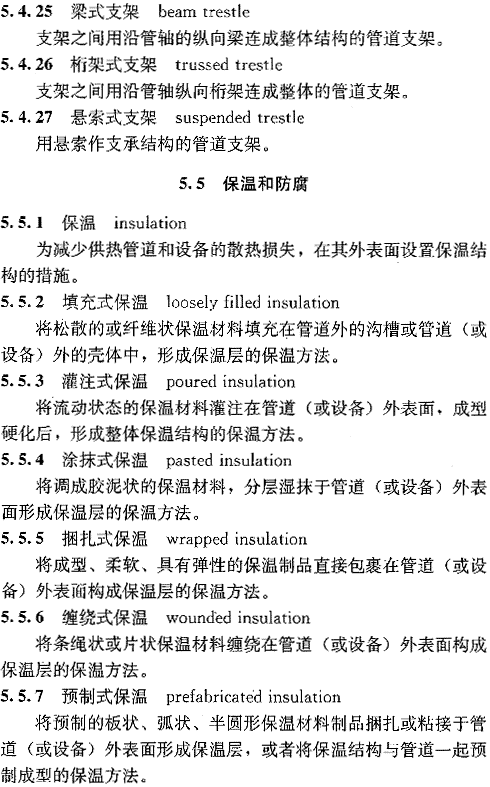 5.4.25 梁式支架 beam trestle
支架之间用沿管轴的纵向梁连成整体结构的管道支架。
5.4.26 桁架式支架 trussed trestle
支架之间用沿管轴纵向桁架连成整体的管道支架。
5.4.27 悬索式支架 suspended trestle
用悬索作支承结构的管道支架。
5.5 保温和防腐
5.5.1 保温 insulation
为减少供热管道和设备的散热损失，在其外表面设置保温结
构的措施。
5.5.2 填充式保温 loosely filled insulation
将松散的或纤维状保温材料填充在管道外的沟槽或管道（或
设备）外的壳体中，形成保温层的保温方法。
5.5.3 灌注式保温 poured insulation
将流动状态的保温材料灌注在管道（或设备）外表面，成型
硬化后，形成整体保温结构的保温方法。
5.5.4 涂抹式保温 pasted insulation
将调成胶泥状的保温材料，分层湿抹于管道（或设备）外表
面形成保温层的保温方法。
5.5.5 捆扎式保温 wrapped insulation
将成型、柔软、具有弹性的保温制品直接包裹在管道（或设
备）外表面构成保温层的保温方法。
5.5.6 缠绕式保温 wounded insulation
将条绳状或片状保温材料缠绕在管道（或设备）外表面构成
保温层的保温方法。
5.5.7 预制式保温 prefabricated insulation
将预制的板状、弧状、半圆形保温材料制品捆扎或粘接于管
道（或设备）外表面形成保温层，或者将保温结构与管道一起预
制成型的保温方法。